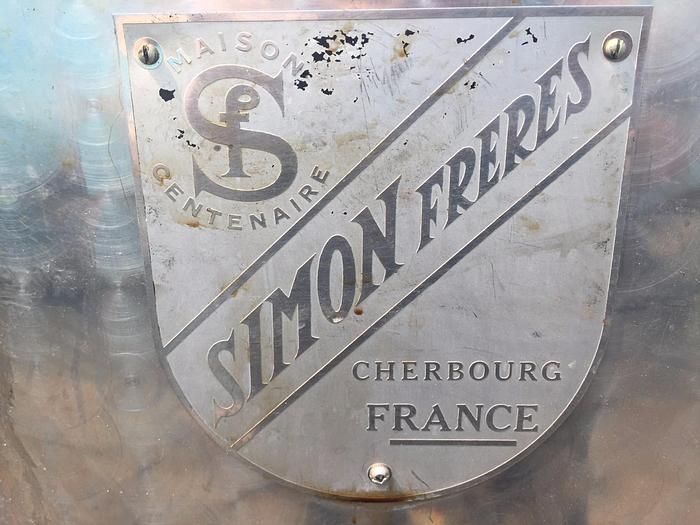 MAISON
SF
CENTENAIRE
SIMON FRERES
CHERBOURG
FRANCE